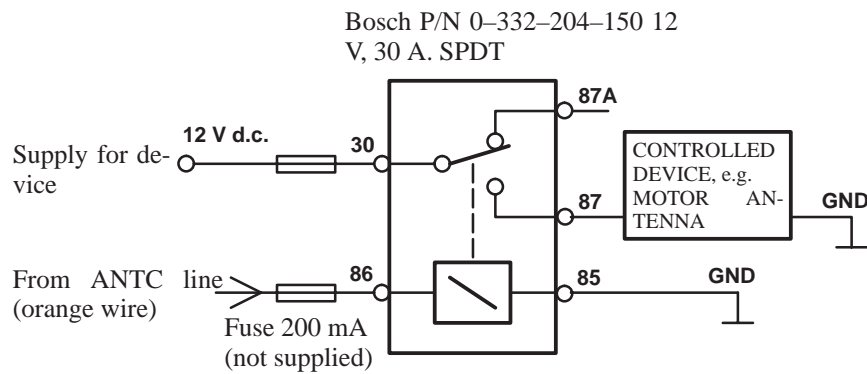 Bosch P/N 0–332–204–150 12
V, 30 A. SPDT
87A
12 V d.c.
30
Supply for de-
vice
CONTROLLED
DEVICE, e.g.
MOTOR AN-
TENNA
87
GND
From ANTC line
(orange wire)
86
85
GND
Fuse 200 mA
(not supplied)